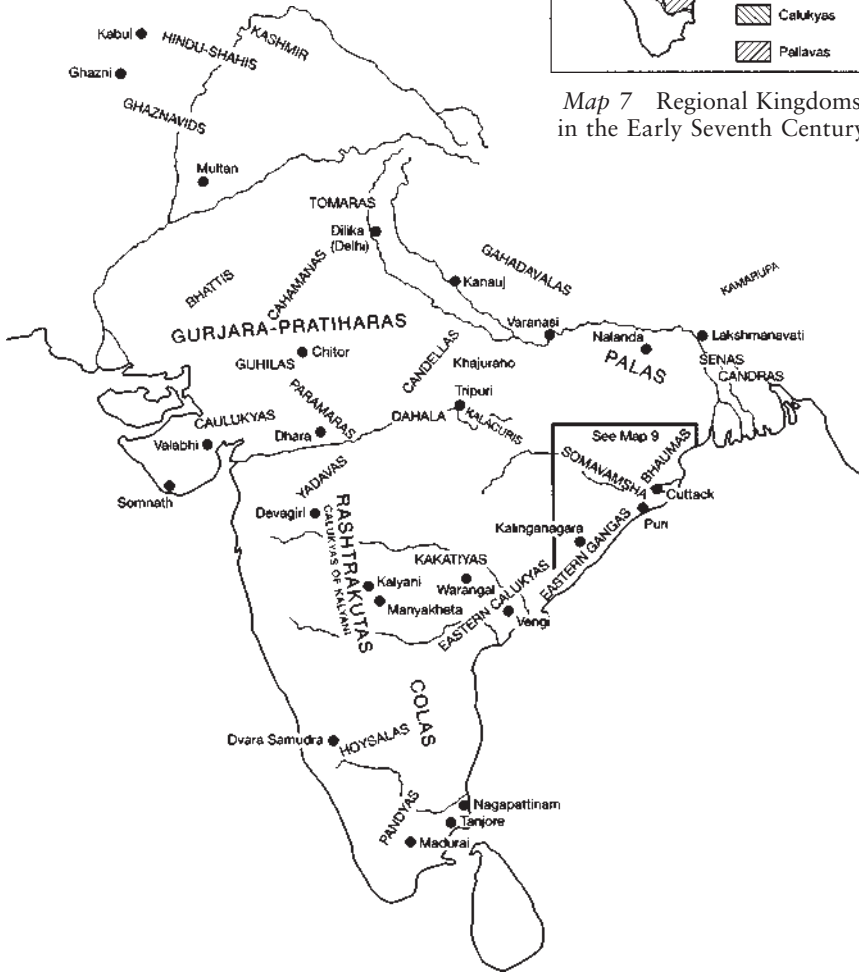 Calukyas
Pallavas
Map 7 Regional Kingdoms
in the Early Seventh Century
Kabul
HINDU-SHAHIS
KASHMIR
Ghazni
GHAZNAVIDS
Multan
TOMARAS
Dilika
(Delhi)
GAHADAVALAS
KAMARUPA
BHATTIS
CAHAMANAS
Kanauj
GURJARA-PRATIHARAS
Varanasi
Nalanda
Lakshmanavati
GUHILAS
Chitor
CANDELLAS
Khajuraho
PALAS
SENAS
CANDRAS
PARAMARAS
Tripuri
DAHALA
KALACURIS
CAULUKYAS
Valabhi
Dhara
See Map 9
SOMAVAMSHA
BHAUMAS
YADAVAS
Somnath
Cuttack
Devagiri
Puri
RASHTRAKUTAS
CALUKYAS OF KALYANI
Kalinganagara
EASTERN GANGAS
KAKATIYAS
Kalyani
Warangal
Manyakheta
EASTERN CALUKYAS
Vengi
COLAS
Dvara Samudra
HOYSALAS
PANDYAS
Nagapattinam
Tanjore
Madurai